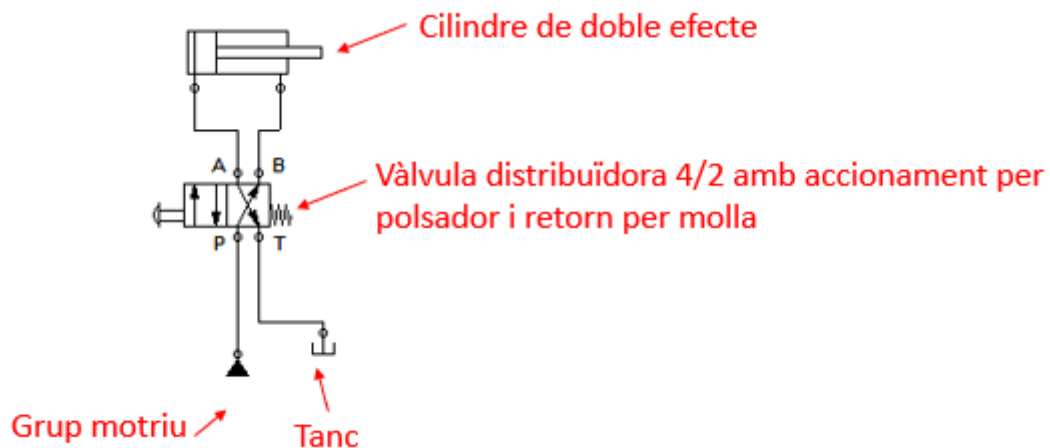 Cilindre de doble efecte
A B
Vàlvula distribuïdora 4/2 amb accionament per
polsador i retorn per molla
P T
Grup motriu
Tanc